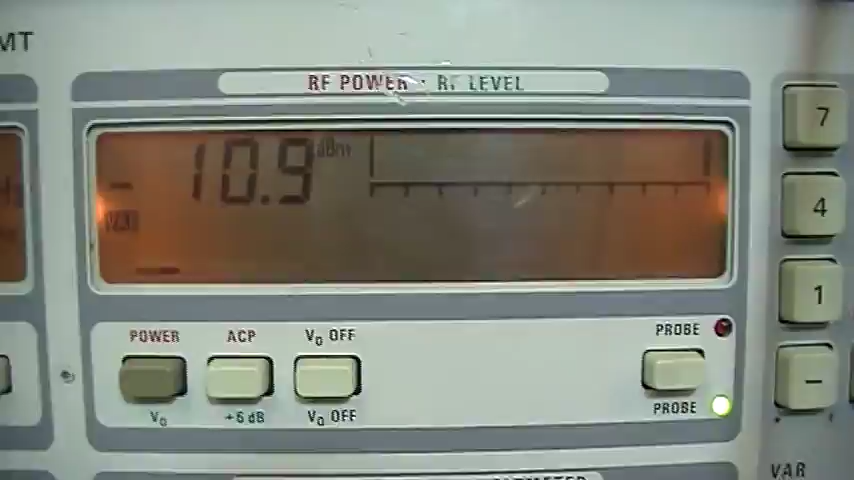 MT
RF POWER : RF LEVEL
- 10.9 dBm
7
4
1
POWER ACP V0 OFF PROBE
V0 +6 dB V0 OFF PROBE
–
VAR